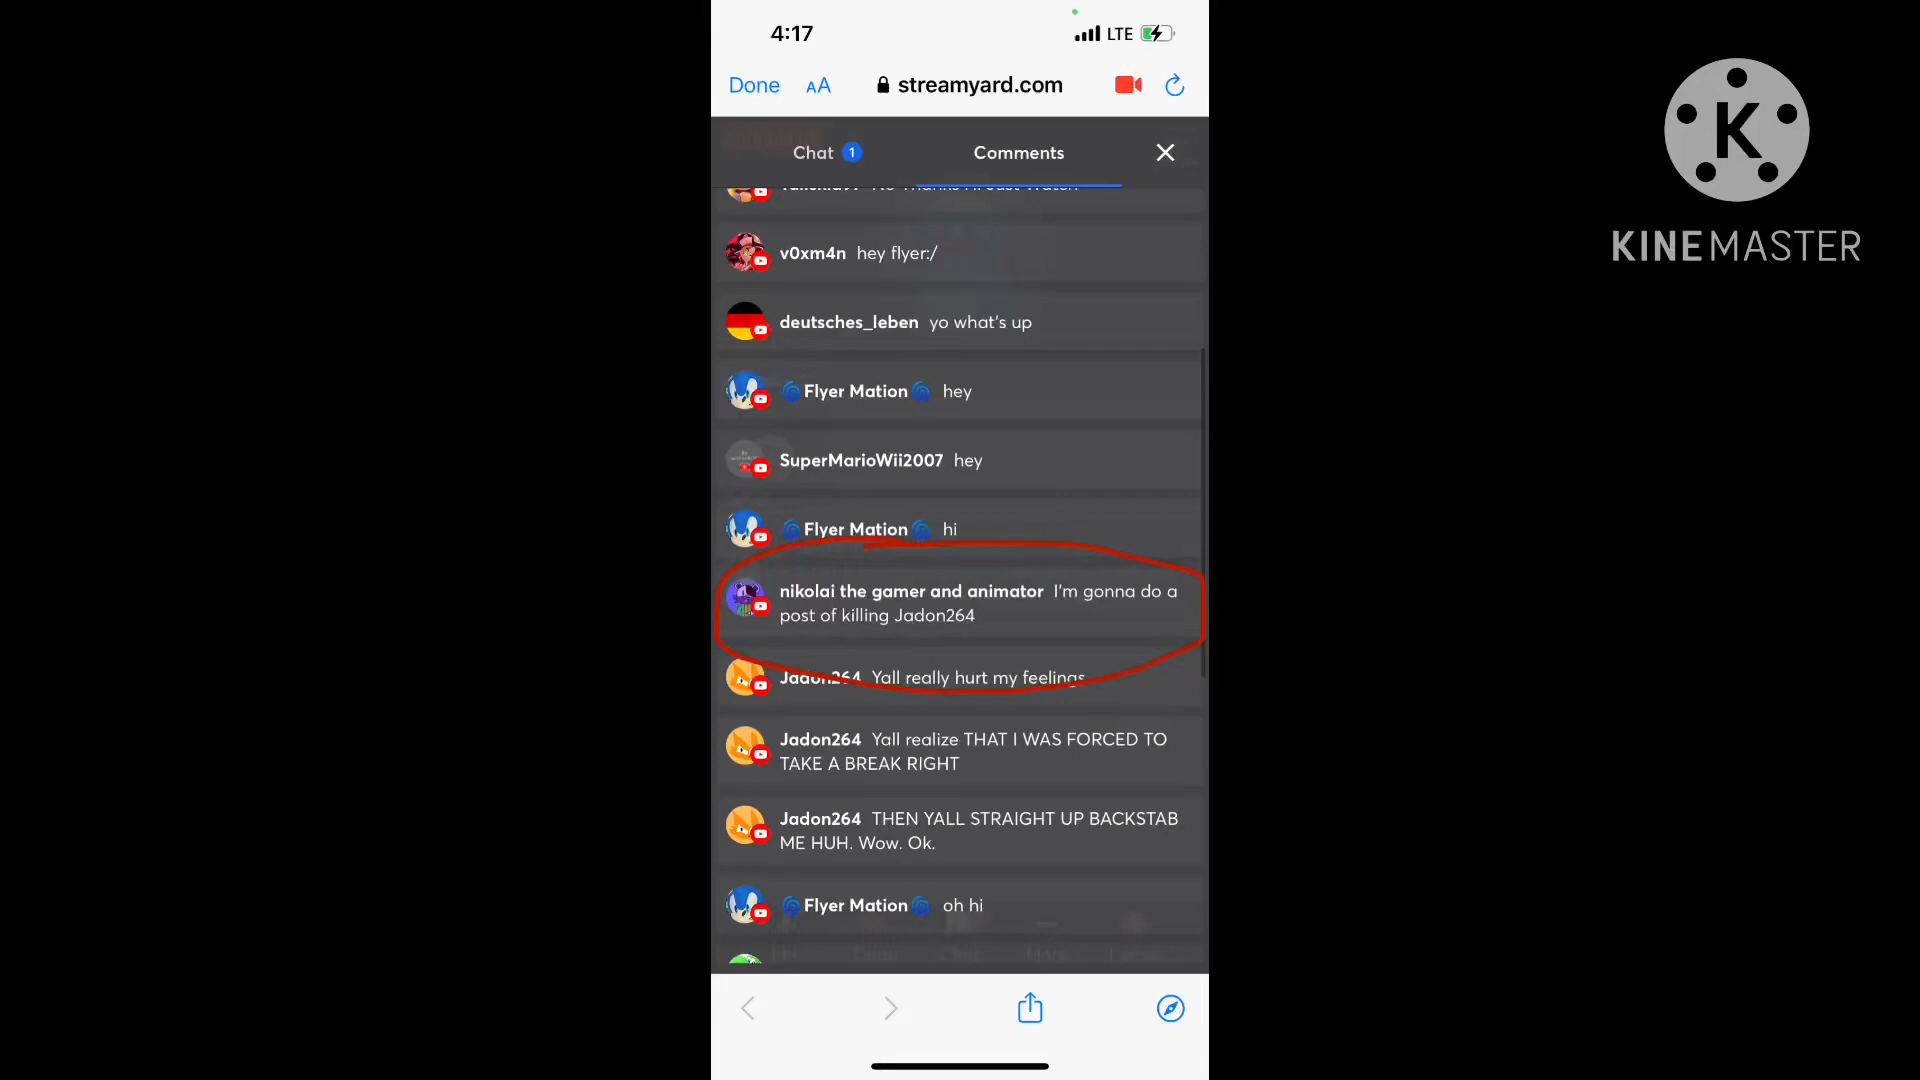 4:17
LTE
Done
AA
streamyard.com
Chat 1
Comments
v0xm4n hey flyer:/
deutsches_leben yo what's up
🌀Flyer Mation🌀 hey
SuperMarioWii2007 hey
🌀Flyer Mation🌀 hi
nikolai the gamer and animator I'm gonna do a
post of killing Jadon264
Jadon264 Yall really hurt my feelings
Jadon264 Yall realize THAT I WAS FORCED TO
TAKE A BREAK RIGHT
Jadon264 THEN YALL STRAIGHT UP BACKSTAB
ME HUH. Wow. Ok.
🌀Flyer Mation🌀 oh hi
K
KINEMASTER